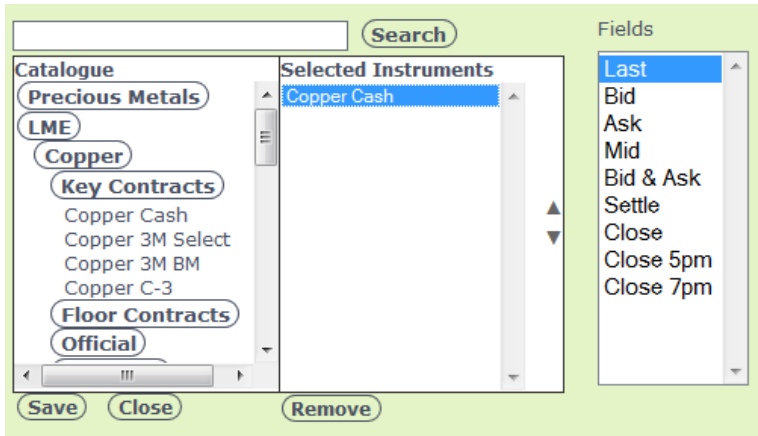 Search
Fields
Catalogue
Precious Metals
LME
Copper
Key Contracts
Copper Cash
Copper 3M Select
Copper 3M BM
Copper C-3
Floor Contracts
Official
Selected Instruments
Copper Cash
Last
Bid
Ask
Mid
Bid & Ask
Settle
Close
Close 5pm
Close 7pm
Save
Close
Remove